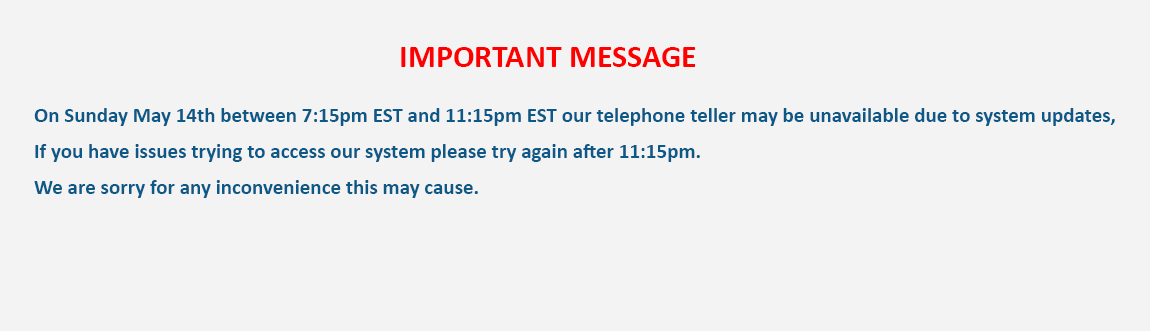 IMPORTANT MESSAGE
On Sunday May 14th between 7:15pm EST and 11:15pm EST our telephone teller may be unavailable due to system updates,
If you have issues trying to access our system please try again after 11:15pm.
We are sorry for any inconvenience this may cause.